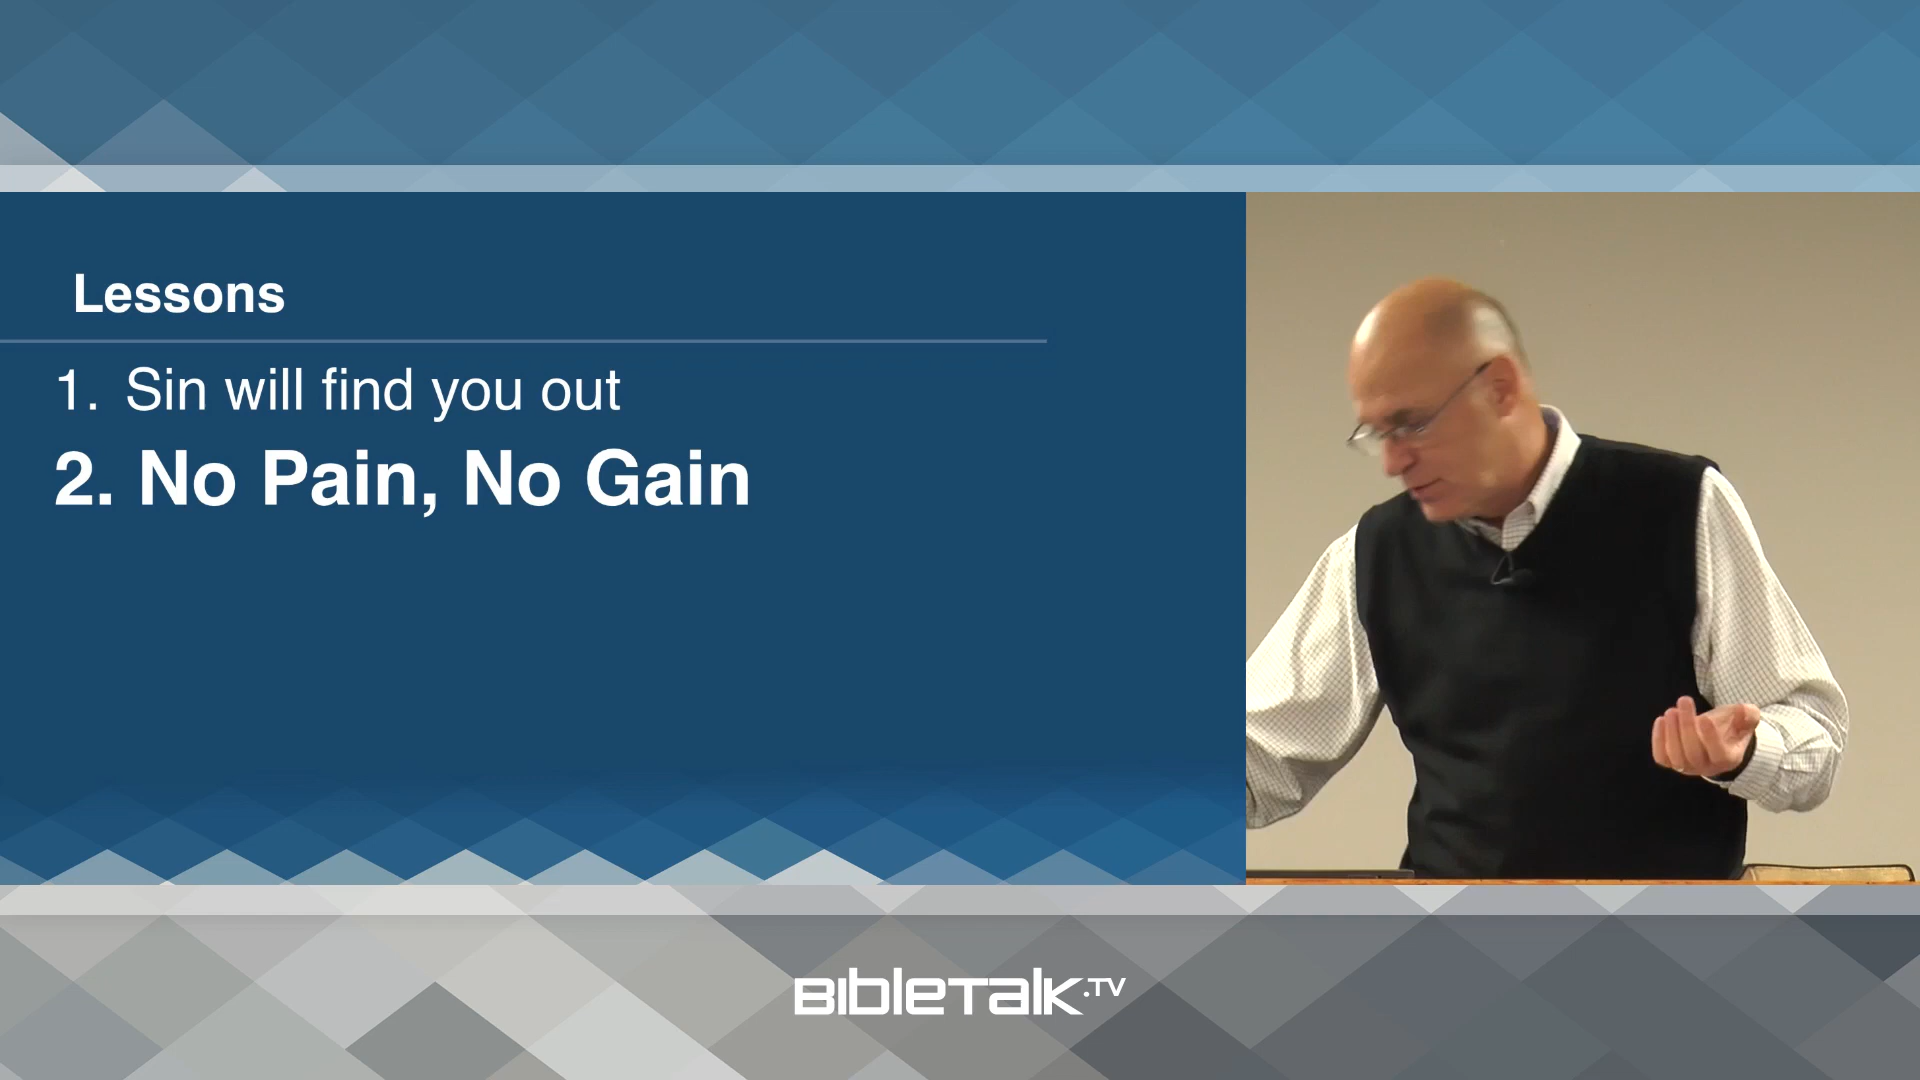 Lessons
1. Sin will find you out
2. No Pain, No Gain
BIBLETALK.TV